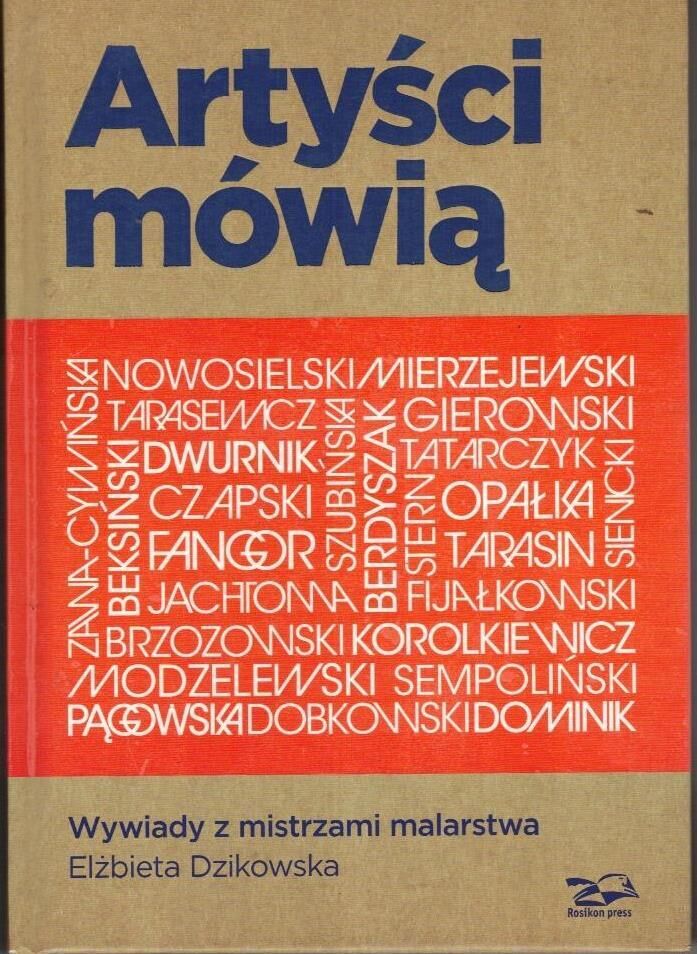 Artyści
mówią
ZAWA-CYWIŃSKA
NOWOSIELSKI MIERZEJEWSKI
TARASEWICZ
GIEROWSKI
BEKSIŃSKI
DWURNIK
SZUBIŃSKA
BERDYSZAK
TATARCZYK
CZAPSKI
STERN
OPAŁKA
SIENICKI
FANGOR
TARASIN
JACHTOMA
FIJAŁKOWSKI
BRZOZOWSKI KOROLKIEWICZ
MODZELEWSKI SEMPOLIŃSKI
PĄGOWSKA DOBKOWSKI DOMINIK
Wywiady z mistrzami malarstwa
Elżbieta Dzikowska
Rosikon press